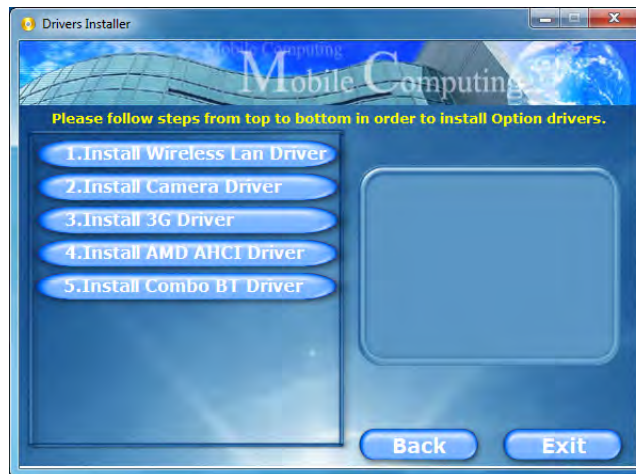 Drivers Installer
Mobile Computing
Mobile Computing
Please follow steps from top to bottom in order to install Option drivers.
1.Install Wireless Lan Driver
2.Install Camera Driver
3.Install 3G Driver
4.Install AMD AHCI Driver
5.Install Combo BT Driver
Back
Exit